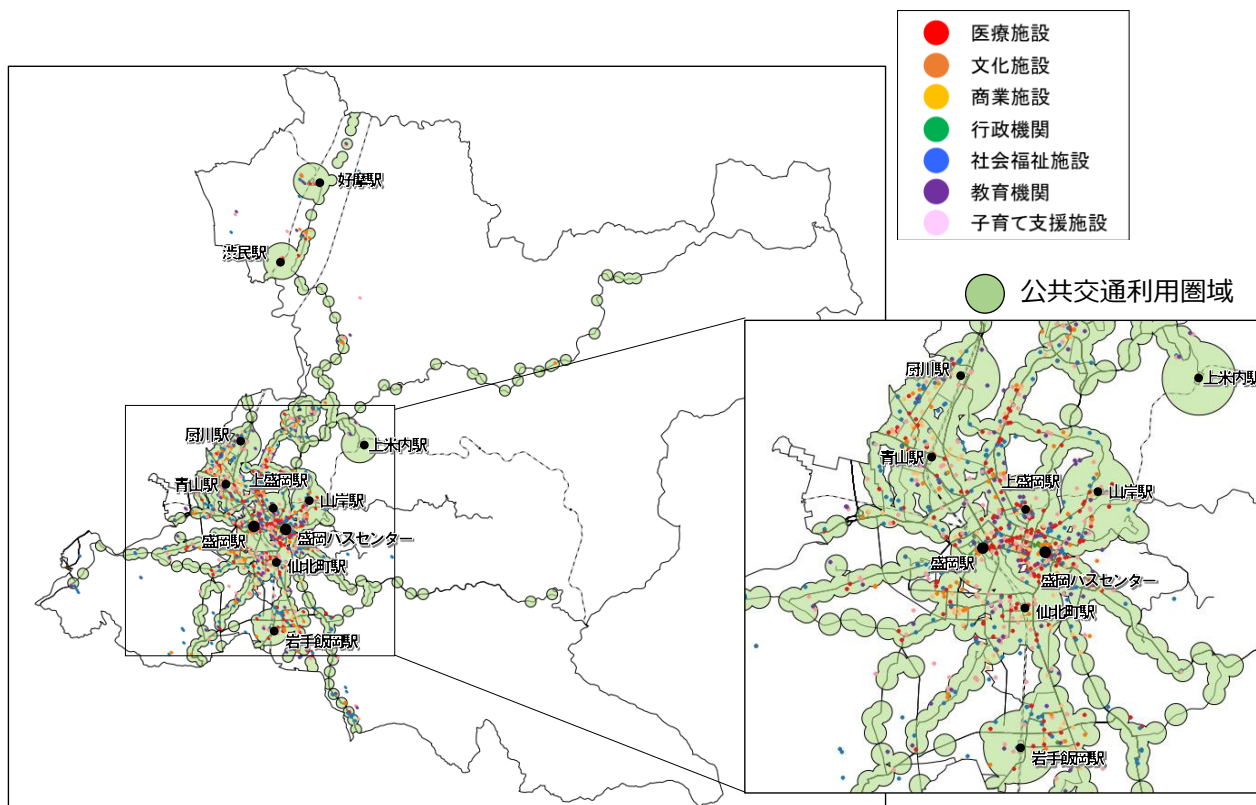 医療施設
文化施設
商業施設
行政機関
社会福祉施設
教育機関
子育て支援施設
公共交通利用圏域
好摩駅
渋民駅
厨川駅
上米内駅
青山駅
上盛岡駅
山岸駅
盛岡駅
盛岡バスセンター
仙北町駅
岩手飯岡駅
厨川駅
上米内駅
青山駅
上盛岡駅
山岸駅
盛岡駅
盛岡バスセンター
仙北町駅
岩手飯岡駅